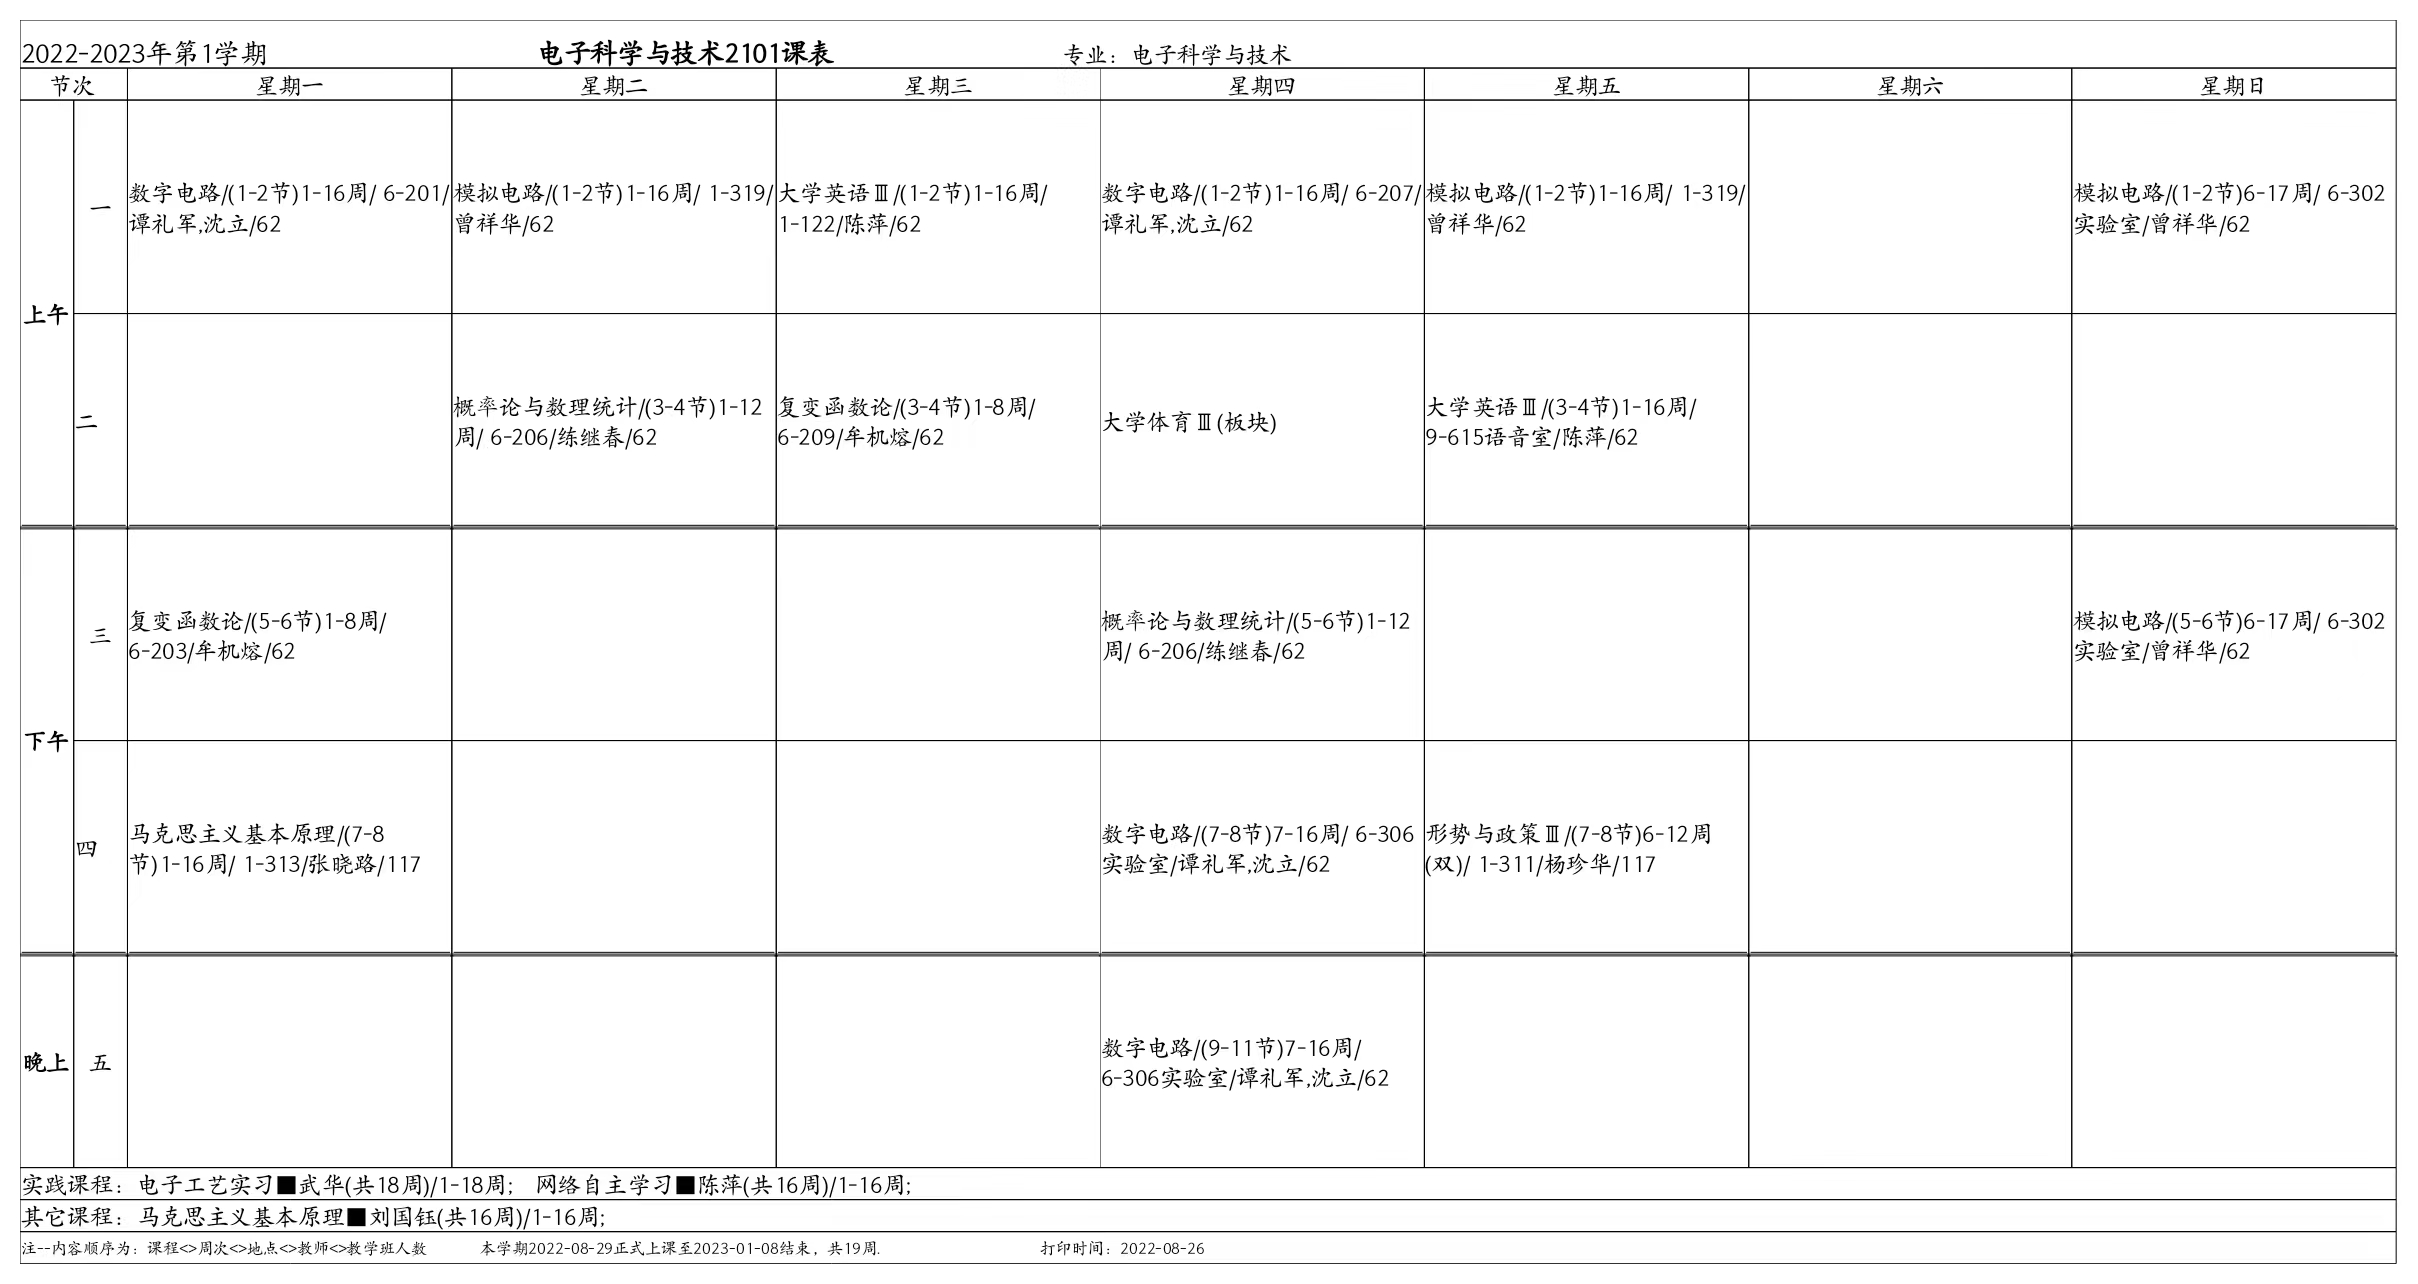 2022-2023年第1学期 电子科学与技术2101课表 专业：电子科学与技术
节次 星期一 星期二 星期三 星期四 星期五 星期六 星期日
上午
一
数字电路/(1-2节)1-16周/ 6-201/
谭礼军,沈立/62
模拟电路/(1-2节)1-16周/ 1-319/
曾祥华/62
大学英语Ⅲ/(1-2节)1-16周/
1-122/陈萍/62
数字电路/(1-2节)1-16周/ 6-207/
谭礼军,沈立/62
模拟电路/(1-2节)1-16周/ 1-319/
曾祥华/62
模拟电路/(1-2节)6-17周/ 6-302
实验室/曾祥华/62
二
概率论与数理统计/(3-4节)1-12
周/ 6-206/练继春/62
复变函数论/(3-4节)1-8周/
6-209/牟机熔/62
大学体育Ⅲ(板块)
大学英语Ⅲ/(3-4节)1-16周/
9-615语音室/陈萍/62
下午
三
复变函数论/(5-6节)1-8周/
6-203/牟机熔/62
概率论与数理统计/(5-6节)1-12
周/ 6-206/练继春/62
模拟电路/(5-6节)6-17周/ 6-302
实验室/曾祥华/62
四
马克思主义基本原理/(7-8
节)1-16周/ 1-313/张晓路/117
数字电路/(7-8节)7-16周/ 6-306
实验室/谭礼军,沈立/62
形势与政策Ⅲ/(7-8节)6-12周
(双)/ 1-311/杨珍华/117
晚上
五
数字电路/(9-11节)7-16周/
6-306实验室/谭礼军,沈立/62
实践课程：电子工艺实习■武华(共18周)/1-18周; 网络自主学习■陈萍(共16周)/1-16周;
其它课程：马克思主义基本原理■刘国钰(共16周)/1-16周;
注--内容顺序为：课程<>周次<>地点<>教师<>教学班人数 本学期2022-08-29正式上课至2023-01-08结束，共19周. 打印时间：2022-08-26